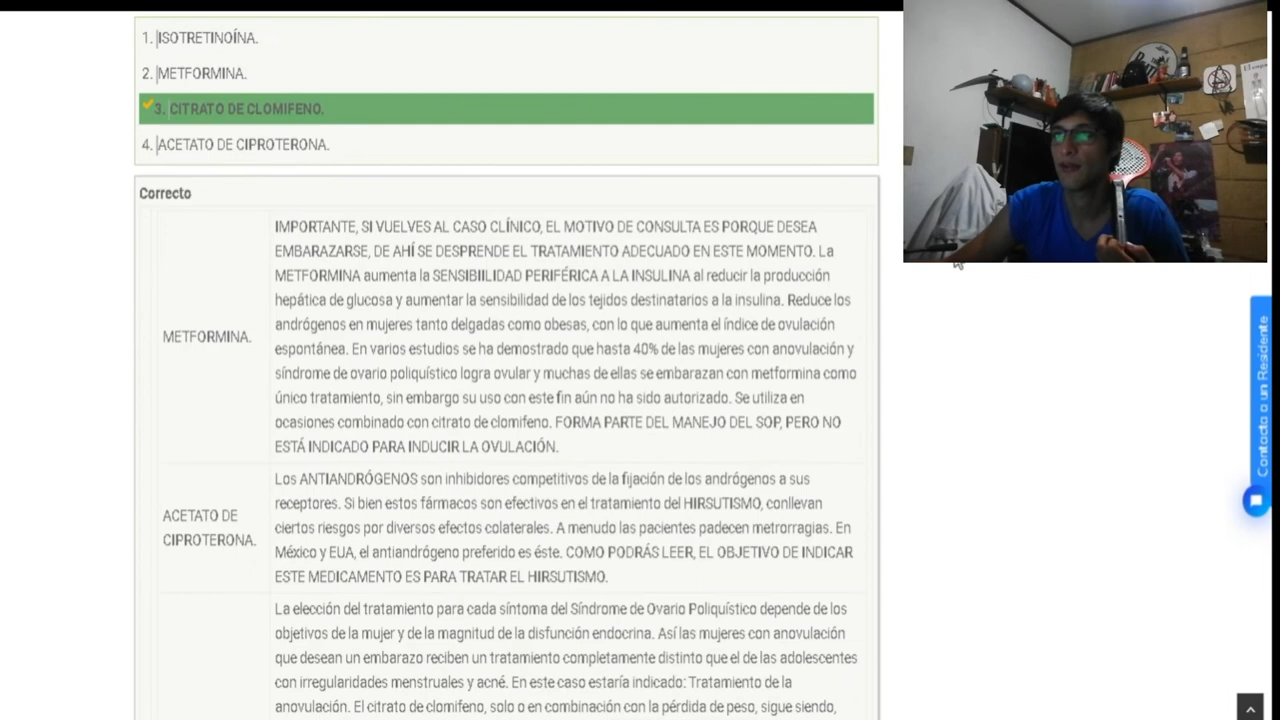 1. ISOTRETINOÍNA.
2. METFORMINA.
3. CITRATO DE CLOMIFENO.
4. ACETATO DE CIPROTERONA.
Correcto
METFORMINA.
IMPORTANTE, SI VUELVES AL CASO CLÍNICO, EL MOTIVO DE CONSULTA ES PORQUE DESEA
EMBARAZARSE, DE AHÍ SE DESPRENDE EL TRATAMIENTO ADECUADO EN ESTE MOMENTO. La
METFORMINA aumenta la SENSIBIILIDAD PERIFÉRICA A LA INSULINA al reducir la producción
hepática de glucosa y aumentar la sensibilidad de los tejidos destinatarios a la insulina. Reduce los
andrógenos en mujeres tanto delgadas como obesas, con lo que aumenta el índice de ovulación
espontánea. En varios estudios se ha demostrado que hasta 40% de las mujeres con anovulación y
síndrome de ovario poliquístico logra ovular y muchas de ellas se embarazan con metformina como
único tratamiento, sin embargo su uso con este fin aún no ha sido autorizado. Se utiliza en
ocasiones combinado con citrato de clomifeno. FORMA PARTE DEL MANEJO DEL SOP, PERO NO
ESTÁ INDICADO PARA INDUCIR LA OVULACIÓN.
ACETATO DE
CIPROTERONA.
Los ANTIANDRÓGENOS son inhibidores competitivos de la fijación de los andrógenos a sus
receptores. Si bien estos fármacos son efectivos en el tratamiento del HIRSUTISMO, conllevan
ciertos riesgos por diversos efectos colaterales. A menudo las pacientes padecen metrorragias. En
México y EUA, el antiandrógeno preferido es éste. COMO PODRÁS LEER, EL OBJETIVO DE INDICAR
ESTE MEDICAMENTO ES PARA TRATAR EL HIRSUTISMO.
La elección del tratamiento para cada síntoma del Síndrome de Ovario Poliquístico depende de los
objetivos de la mujer y de la magnitud de la disfunción endocrina. Así las mujeres con anovulación
que desean un embarazo reciben un tratamiento completamente distinto que el de las adolescentes
con irregularidades menstruales y acné. En este caso estaría indicado: Tratamiento de la
anovulación. El citrato de clomifeno, solo o en combinación con la pérdida de peso, sigue siendo,
Contacta a un Residente